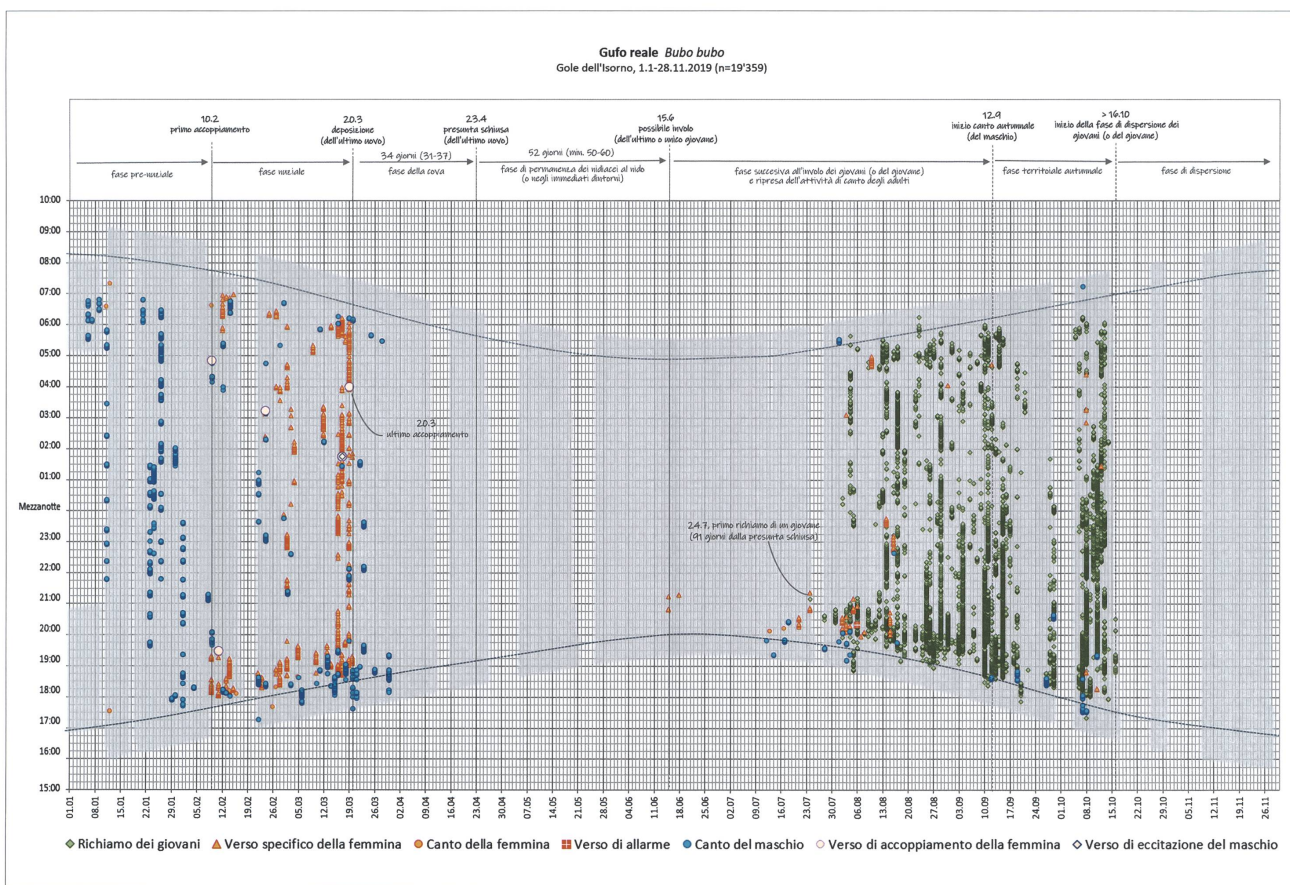 Gufo reale Bubo bubo
Gole dell'Isorno, 1.1-28.11.2019 (n=19'359)
10.2
primo accoppiamento
20.3
deposizione
(dell'ultimo uovo)
23.4
presunta schiusa
(dell'ultimo uovo)
15.6
possibile involo
(dell'ultimo o unico giovane)
12.9
inizio canto autunnale
(del maschio)
> 16.10
inizio della fase di dispersione dei
giovani (o del giovane)
fase pre-nuziale
fase nuziale
34 giorni (31-37)
fase della cova
52 giorni (min. 50-60)
fase di permanenza dei nidiacei al nido
(o negli immediati dintorni)
fase succesiva all'involo dei giovani (o del giovane)
e ripresa dell'attività di canto degli adulti
fase territoiale autunnale
fase di dispersione
10:00
09:00
08:00
07:00
06:00
05:00
04:00
03:00
02:00
01:00
Mezzanotte
23:00
22:00
21:00
20:00
19:00
18:00
17:00
16:00
15:00
20.3
ultimo accoppiamento
24.7, primo richiamo di un giovane
(91 giorni dalla presunta schiusa)
01.01 08.01 15.01 22.01 29.01 05.02 12.02 19.02 26.02 05.03 12.03 19.03 26.03 02.04 09.04 16.04 23.04 30.04 07.05 14.05 21.05 28.05 04.06 11.06 18.06 25.06 02.07 09.07 16.07 23.07 30.07 06.08 13.08 20.08 27.08 03.09 10.09 17.09 24.09 01.10 08.10 15.10 22.10 29.10 05.11 12.11 19.11 26.11
Richiamo dei giovani Verso specifico della femmina Canto della femmina Verso di allarme Canto del maschio Verso di accoppiamento della femmina Verso di eccitazione del maschio